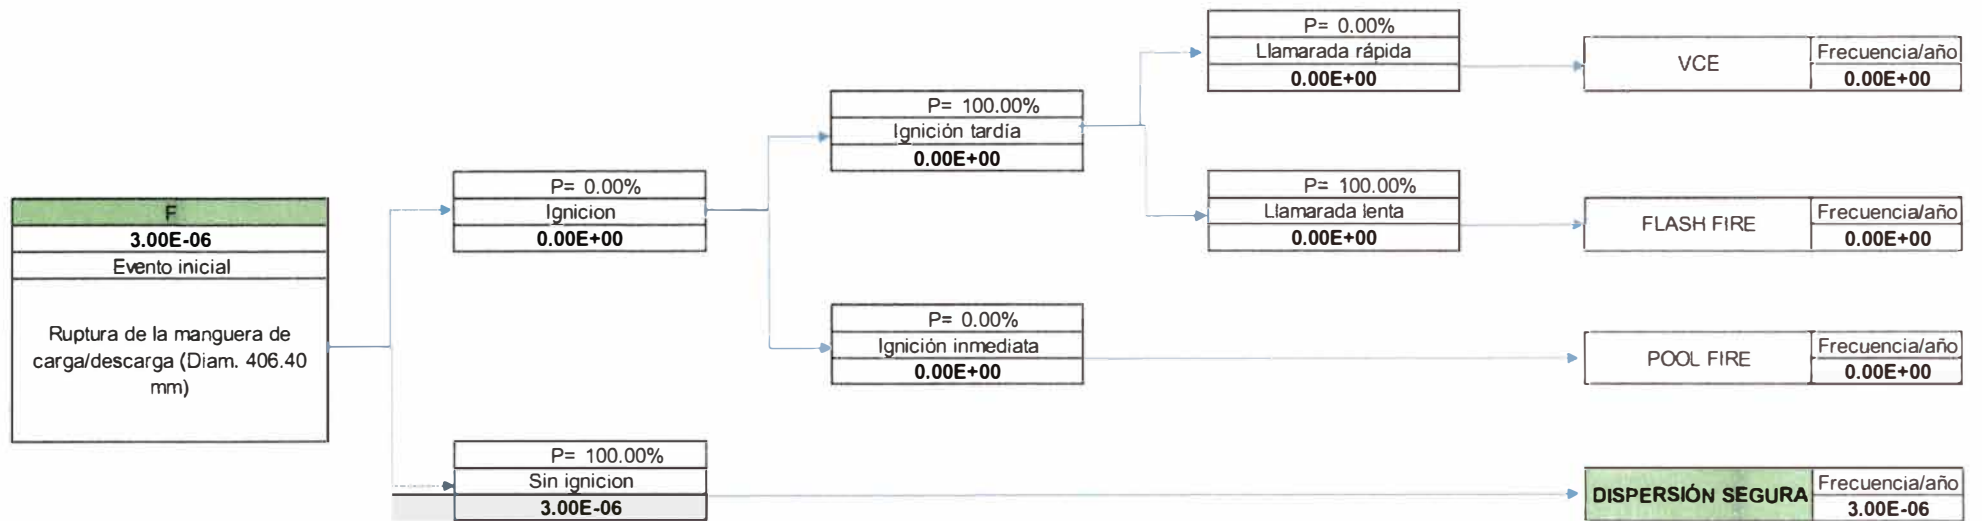 F
3.00E-06
Evento inicial
Ruptura de la manguera de
carga/descarga (Diam. 406.40
mm)
P= 0.00%
Ignicion
0.00E+00
P= 100.00%
Sin ignicion
3.00E-06
P= 100.00%
Ignición tardía
0.00E+00
P= 0.00%
Ignición inmediata
0.00E+00
P= 0.00%
Llamarada rápida
0.00E+00
P= 100.00%
Llamarada lenta
0.00E+00
VCE
Frecuencia/año
0.00E+00
FLASH FIRE
Frecuencia/año
0.00E+00
POOL FIRE
Frecuencia/año
0.00E+00
DISPERSIÓN SEGURA
Frecuencia/año
3.00E-06